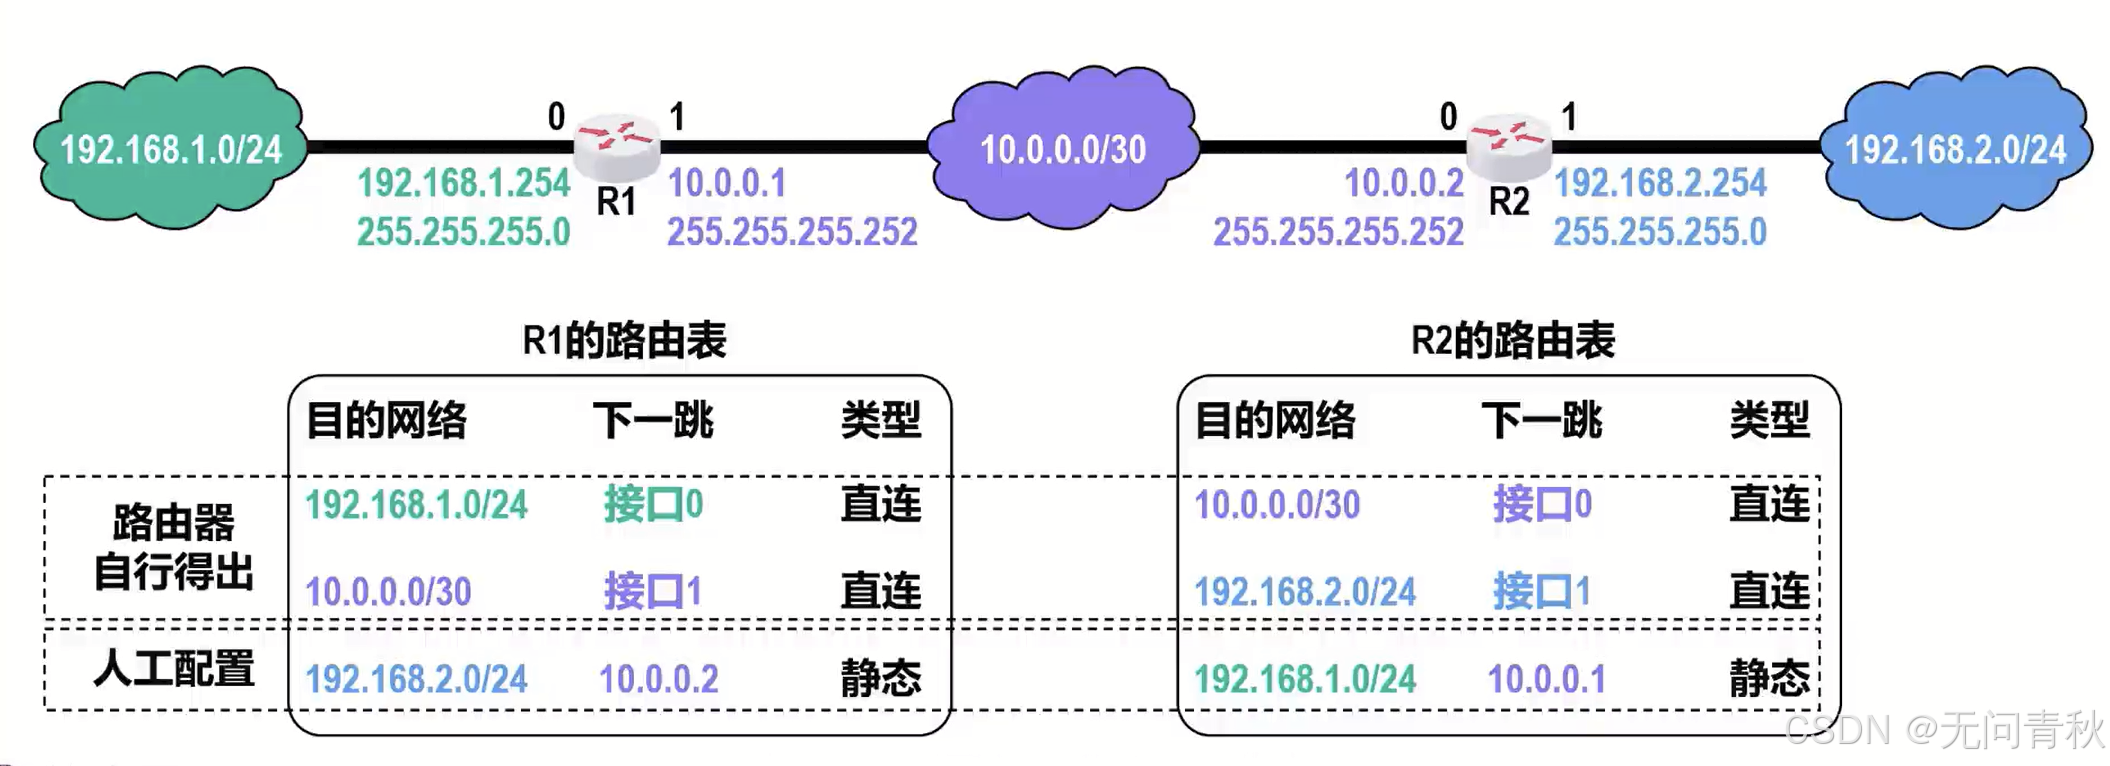 0 1 0 1
192.168.1.0/24 10.0.0.0/30 192.168.2.0/24
192.168.1.254 R1 10.0.0.1 10.0.0.2 R2 192.168.2.254
255.255.255.0 255.255.255.252 255.255.255.252 255.255.255.0
R1的路由表 R2的路由表
目的网络 下一跳 类型 目的网络 下一跳 类型
路由器
自行得出
192.168.1.0/24 接口0 直连 10.0.0.0/30 接口0 直连
10.0.0.0/30 接口1 直连 192.168.2.0/24 接口1 直连
人工配置 192.168.2.0/24 10.0.0.2 静态 192.168.1.0/24 10.0.0.1 静态
CSDN @无问青秋